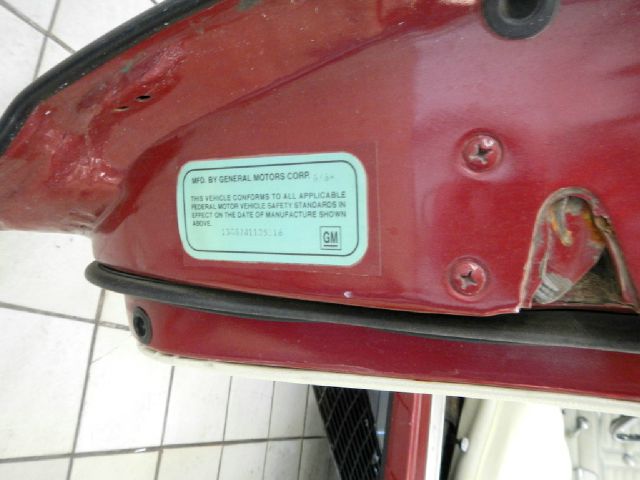 MFD. BY GENERAL MOTORS CORP.
THIS VEHICLE CONFORMS TO ALL APPLICABLE
FEDERAL MOTOR VEHICLE SAFETY STANDARDS IN
EFFECT ON THE DATE OF MANUFACTURE SHOWN
ABOVE.
GM